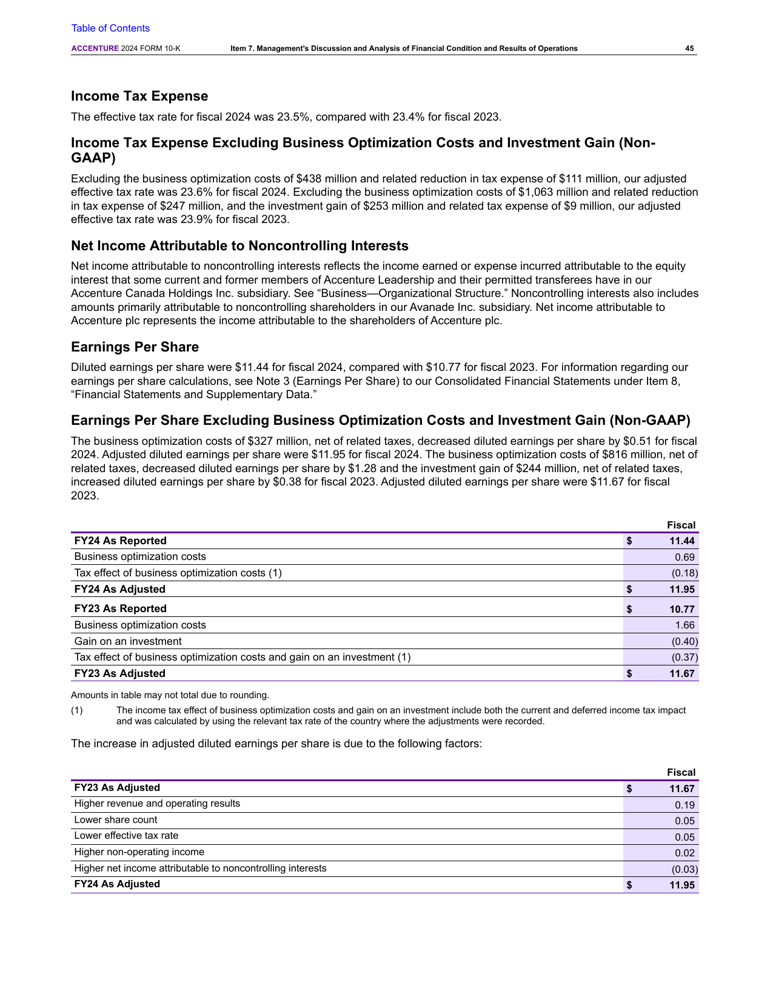 Table of Contents
ACCENTURE 2024 FORM 10-K Item 7. Management's Discussion and Analysis of Financial Condition and Results of Operations 45
Income Tax Expense
The effective tax rate for fiscal 2024 was 23.5%, compared with 23.4% for fiscal 2023.
Income Tax Expense Excluding Business Optimization Costs and Investment Gain (Non-
GAAP)
Excluding the business optimization costs of $438 million and related reduction in tax expense of $111 million, our adjusted
effective tax rate was 23.6% for fiscal 2024. Excluding the business optimization costs of $1,063 million and related reduction
in tax expense of $247 million, and the investment gain of $253 million and related tax expense of $9 million, our adjusted
effective tax rate was 23.9% for fiscal 2023.
Net Income Attributable to Noncontrolling Interests
Net income attributable to noncontrolling interests reflects the income earned or expense incurred attributable to the equity
interest that some current and former members of Accenture Leadership and their permitted transferees have in our
Accenture Canada Holdings Inc. subsidiary. See “Business—Organizational Structure.” Noncontrolling interests also includes
amounts primarily attributable to noncontrolling shareholders in our Avanade Inc. subsidiary. Net income attributable to
Accenture plc represents the income attributable to the shareholders of Accenture plc.
Earnings Per Share
Diluted earnings per share were $11.44 for fiscal 2024, compared with $10.77 for fiscal 2023. For information regarding our
earnings per share calculations, see Note 3 (Earnings Per Share) to our Consolidated Financial Statements under Item 8,
“Financial Statements and Supplementary Data.”
Earnings Per Share Excluding Business Optimization Costs and Investment Gain (Non-GAAP)
The business optimization costs of $327 million, net of related taxes, decreased diluted earnings per share by $0.51 for fiscal
2024. Adjusted diluted earnings per share were $11.95 for fiscal 2024. The business optimization costs of $816 million, net of
related taxes, decreased diluted earnings per share by $1.28 and the investment gain of $244 million, net of related taxes,
increased diluted earnings per share by $0.38 for fiscal 2023. Adjusted diluted earnings per share were $11.67 for fiscal
2023.
Fiscal
FY24 As Reported $ 11.44
Business optimization costs 0.69
Tax effect of business optimization costs (1) (0.18)
FY24 As Adjusted $ 11.95
FY23 As Reported $ 10.77
Business optimization costs 1.66
Gain on an investment (0.40)
Tax effect of business optimization costs and gain on an investment (1) (0.37)
FY23 As Adjusted $ 11.67
Amounts in table may not total due to rounding.
(1) The income tax effect of business optimization costs and gain on an investment include both the current and deferred income tax impact
and was calculated by using the relevant tax rate of the country where the adjustments were recorded.
The increase in adjusted diluted earnings per share is due to the following factors:
Fiscal
FY23 As Adjusted $ 11.67
Higher revenue and operating results 0.19
Lower share count 0.05
Lower effective tax rate 0.05
Higher non-operating income 0.02
Higher net income attributable to noncontrolling interests (0.03)
FY24 As Adjusted $ 11.95